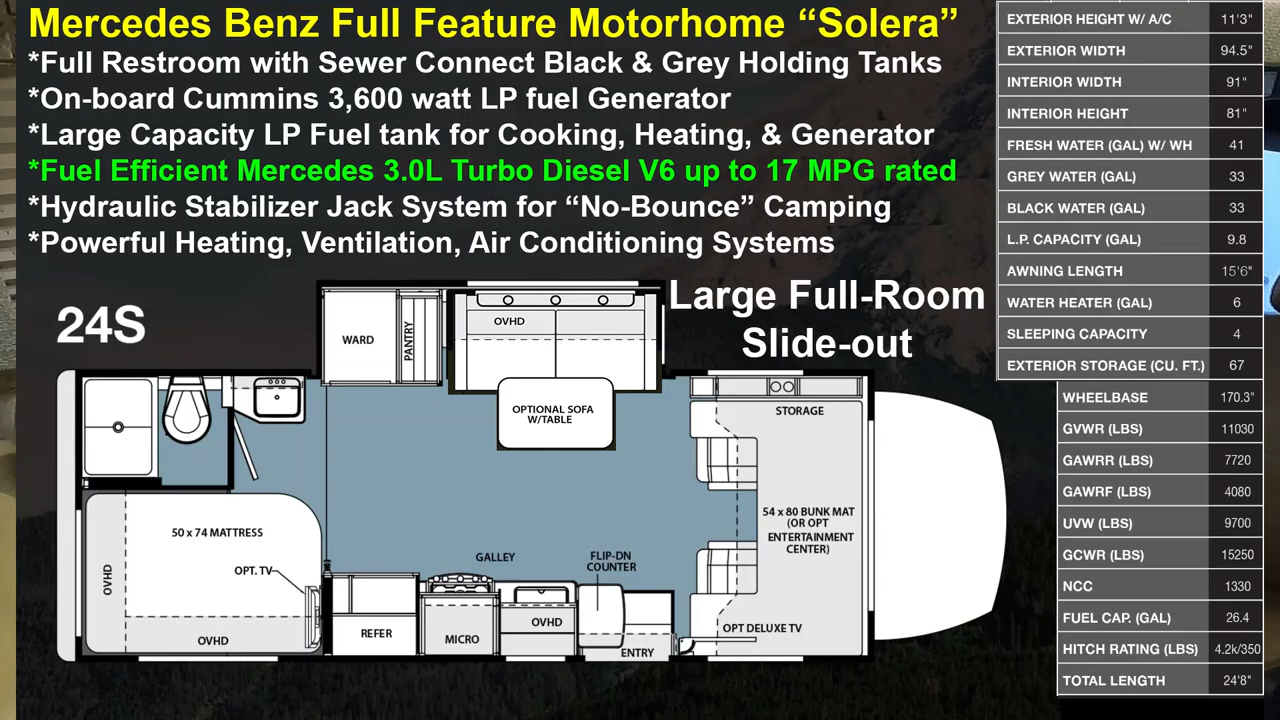 Mercedes Benz Full Feature Motorhome “Solera”
*Full Restroom with Sewer Connect Black & Grey Holding Tanks
*On-board Cummins 3,600 watt LP fuel Generator
*Large Capacity LP Fuel tank for Cooking, Heating, & Generator
*Fuel Efficient Mercedes 3.0L Turbo Diesel V6 up to 17 MPG rated
*Hydraulic Stabilizer Jack System for “No-Bounce” Camping
*Powerful Heating, Ventilation, Air Conditioning Systems
24S
Large Full-Room
Slide-out
WARD
PANTRY
OVHD
OPTIONAL SOFA
W/TABLE
STORAGE
50 x 74 MATTRESS
OPT. TV
OVHD
OVHD
REFER
GALLEY
MICRO
OVHD
FLIP-DN
COUNTER
ENTRY
54 x 80 BUNK MAT
(OR OPT
ENTERTAINMENT
CENTER)
OPT DELUXE TV
EXTERIOR HEIGHT W/ A/C 11'3"
EXTERIOR WIDTH 94.5"
INTERIOR WIDTH 91"
INTERIOR HEIGHT 81"
FRESH WATER (GAL) W/ WH 41
GREY WATER (GAL) 33
BLACK WATER (GAL) 33
L.P. CAPACITY (GAL) 9.8
AWNING LENGTH 15'6"
WATER HEATER (GAL) 6
SLEEPING CAPACITY 4
EXTERIOR STORAGE (CU. FT.) 67
WHEELBASE 170.3"
GVWR (LBS) 11030
GAWRR (LBS) 7720
GAWRF (LBS) 4080
UVW (LBS) 9700
GCWR (LBS) 15250
NCC 1330
FUEL CAP. (GAL) 26.4
HITCH RATING (LBS) 4.2k/350
TOTAL LENGTH 24'8"